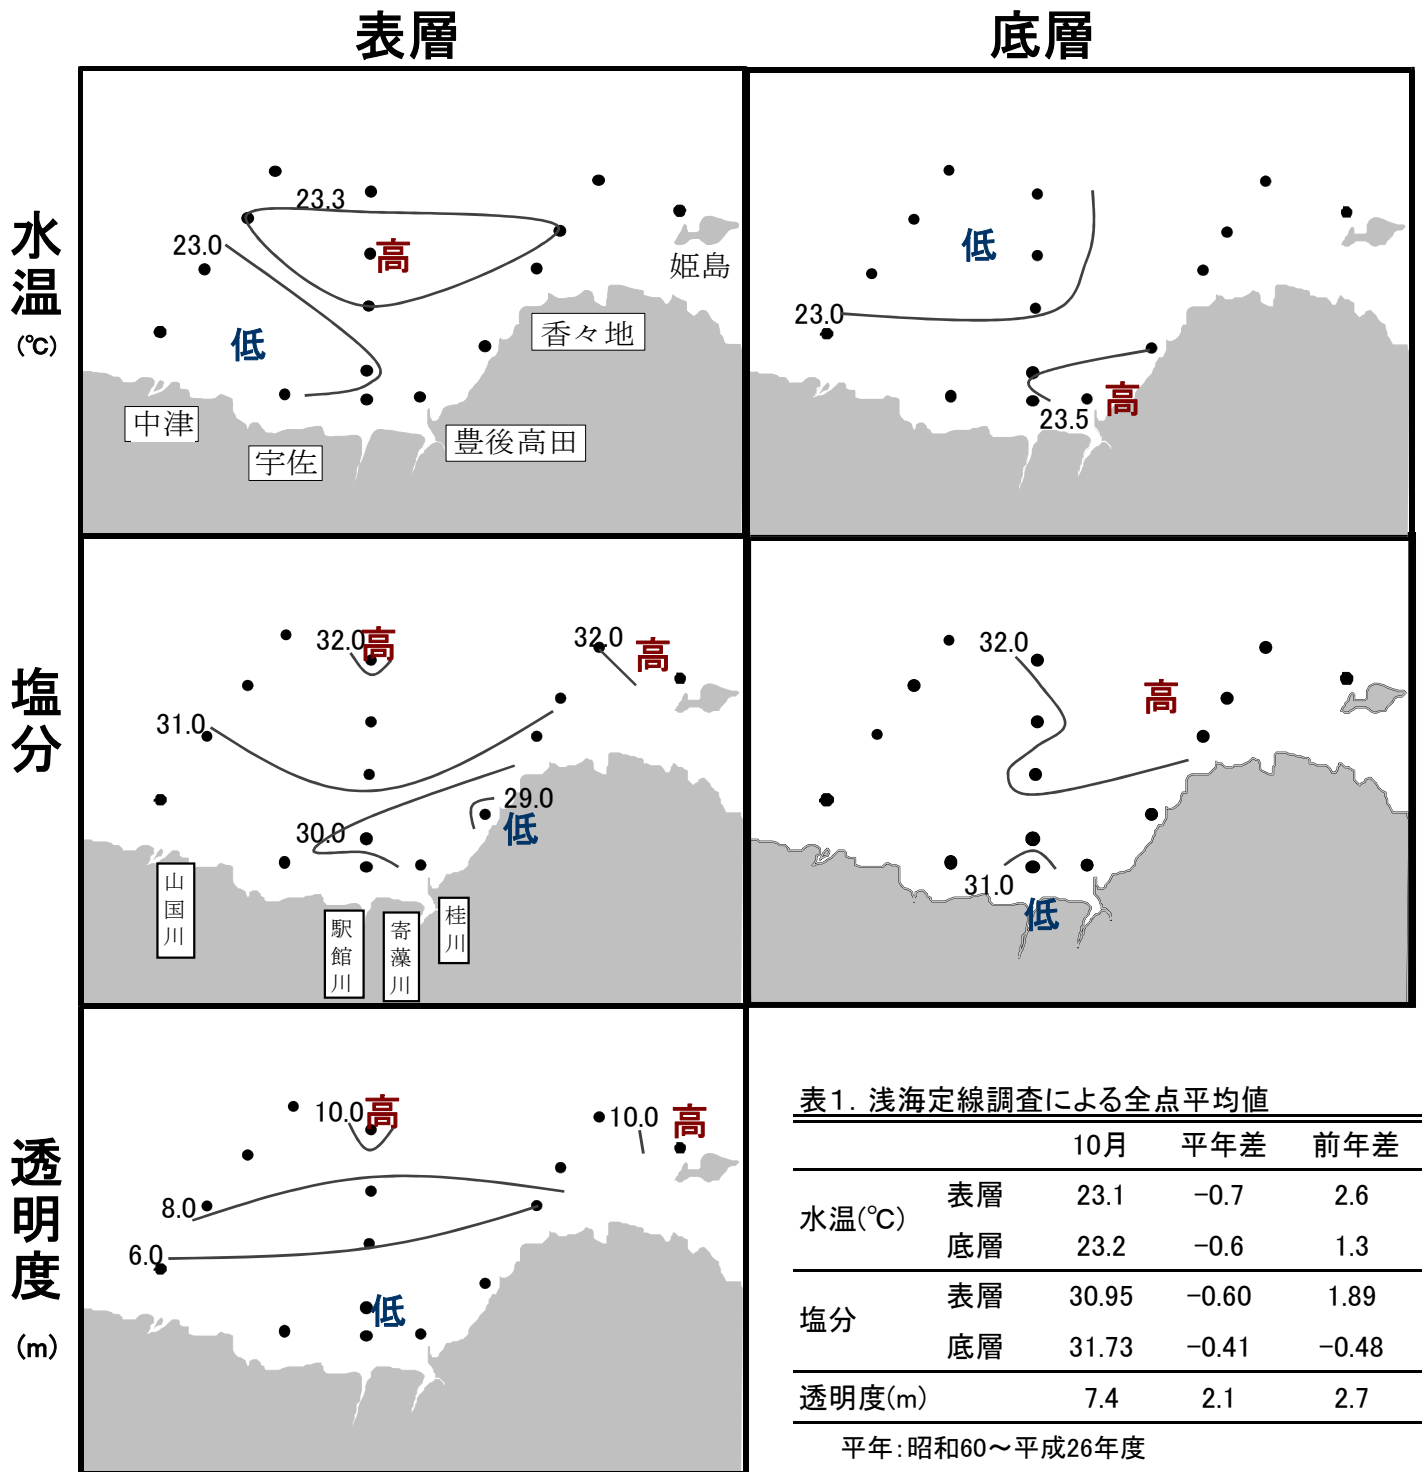 表層
底層
水温
(℃)
23.3
23.0
高
低
姫島
香々地
中津
宇佐
豊後高田
低
23.0
高
23.5
塩分
32.0
高
32.0
高
31.0
30.0
29.0
低
山国川
駅館川
寄藻川
桂川
32.0
高
31.0
低
透明度
(m)
10.0
高
10.0
高
8.0
6.0
低
表1. 浅海定線調査による全点平均値
10月 平年差 前年差
水温(℃) 表層 23.1 -0.7 2.6
底層 23.2 -0.6 1.3
塩分 表層 30.95 -0.60 1.89
底層 31.73 -0.41 -0.48
透明度(m) 7.4 2.1 2.7
平年:昭和60～平成26年度